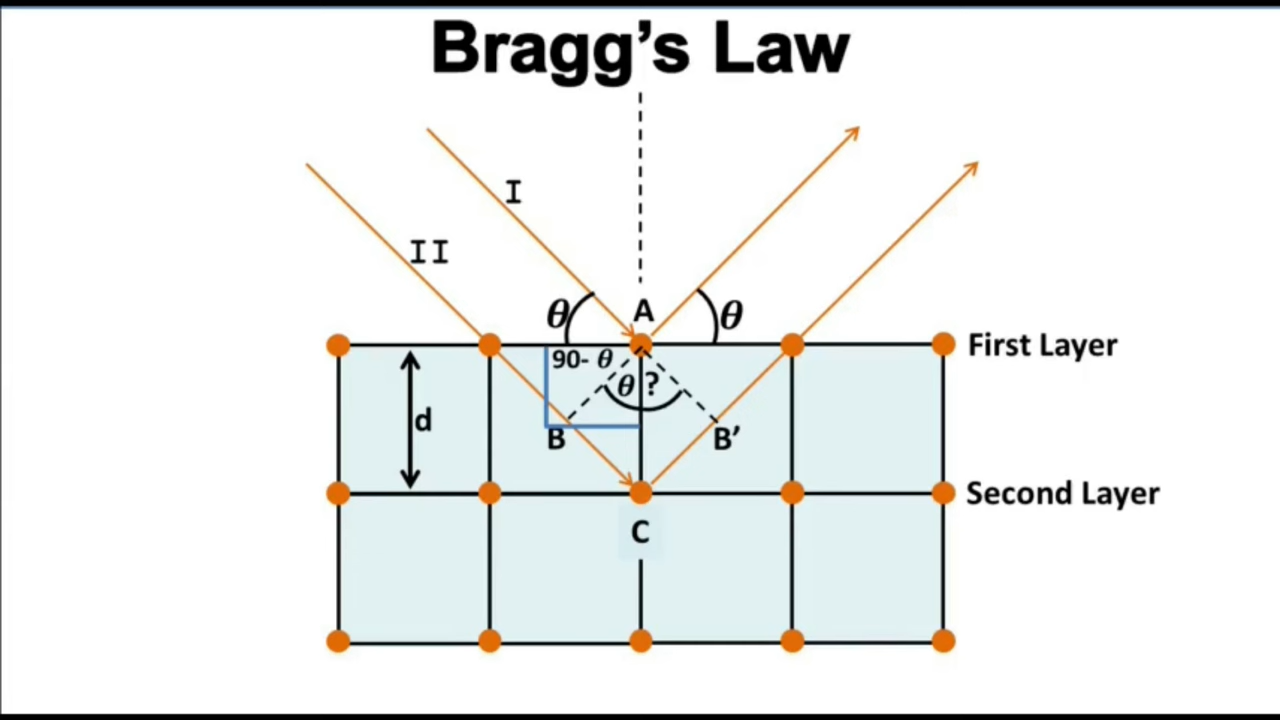 Bragg’s Law
I
II
θ
A
θ
First Layer
90- θ
θ
?
d
B
B’
Second Layer
C